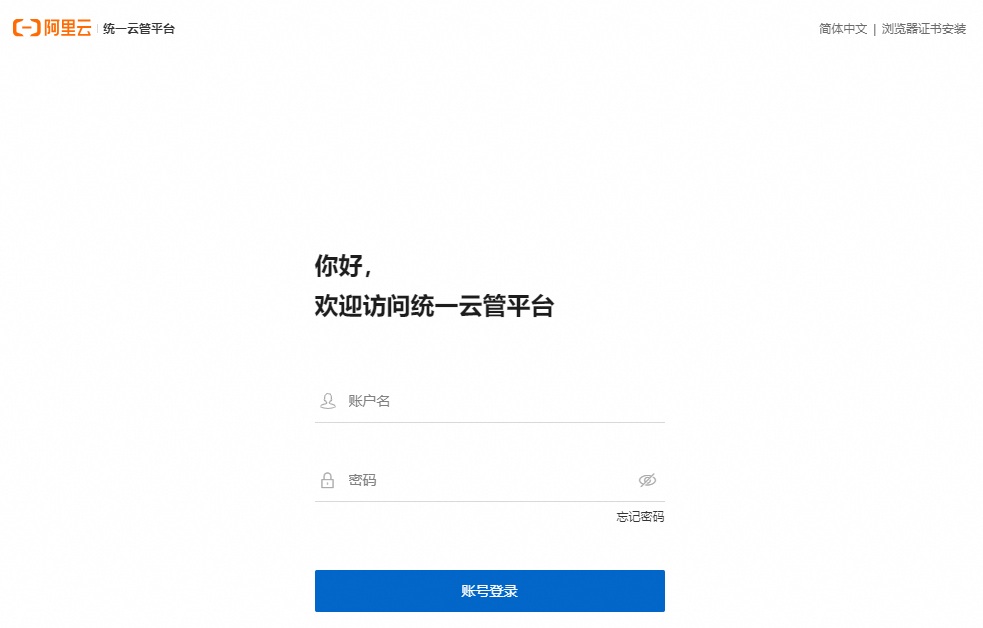 阿里云 统一云管平台
简体中文 | 浏览器证书安装
你好，
欢迎访问统一云管平台
账户名
密码
忘记密码
账号登录